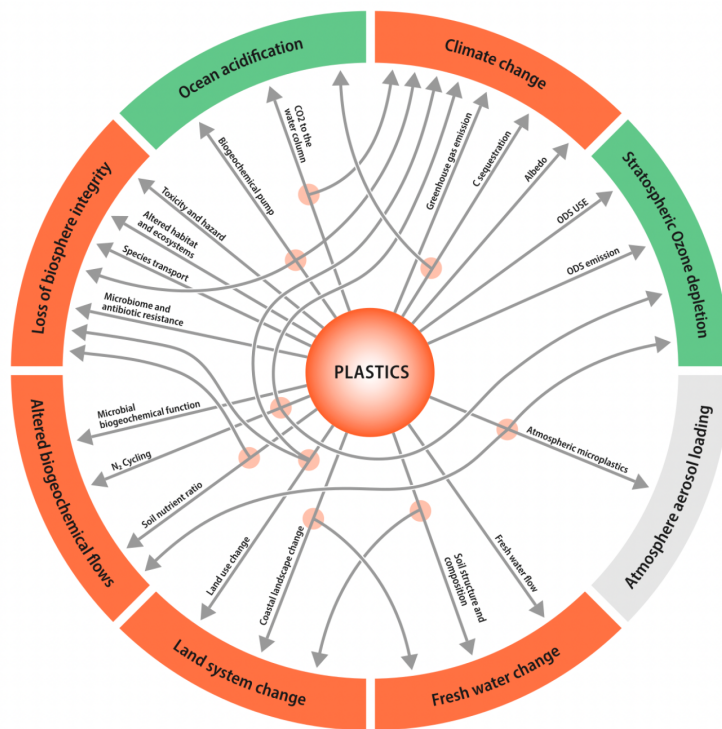 Ocean acidification
Climate change
Stratospheric Ozone depletion
Atmosphere aerosol loading
Fresh water change
Land system change
Altered biogeochemical flows
Loss of biosphere integrity
PLASTICS
CO2 to the
water column
Biogeochemical pump
Greenhouse gas emission
C sequestration
Albedo
ODS USE
ODS emission
Atmospheric microplastics
Fresh water flow
Soil structure and
composition
Coastal landscape change
Land use change
Soil nutrient ratio
N₂ Cycling
Microbial
biogeochemical function
Microbiome and
antibiotic resistance
Species transport
Altered habitat
and ecosystems
Toxicity and hazard